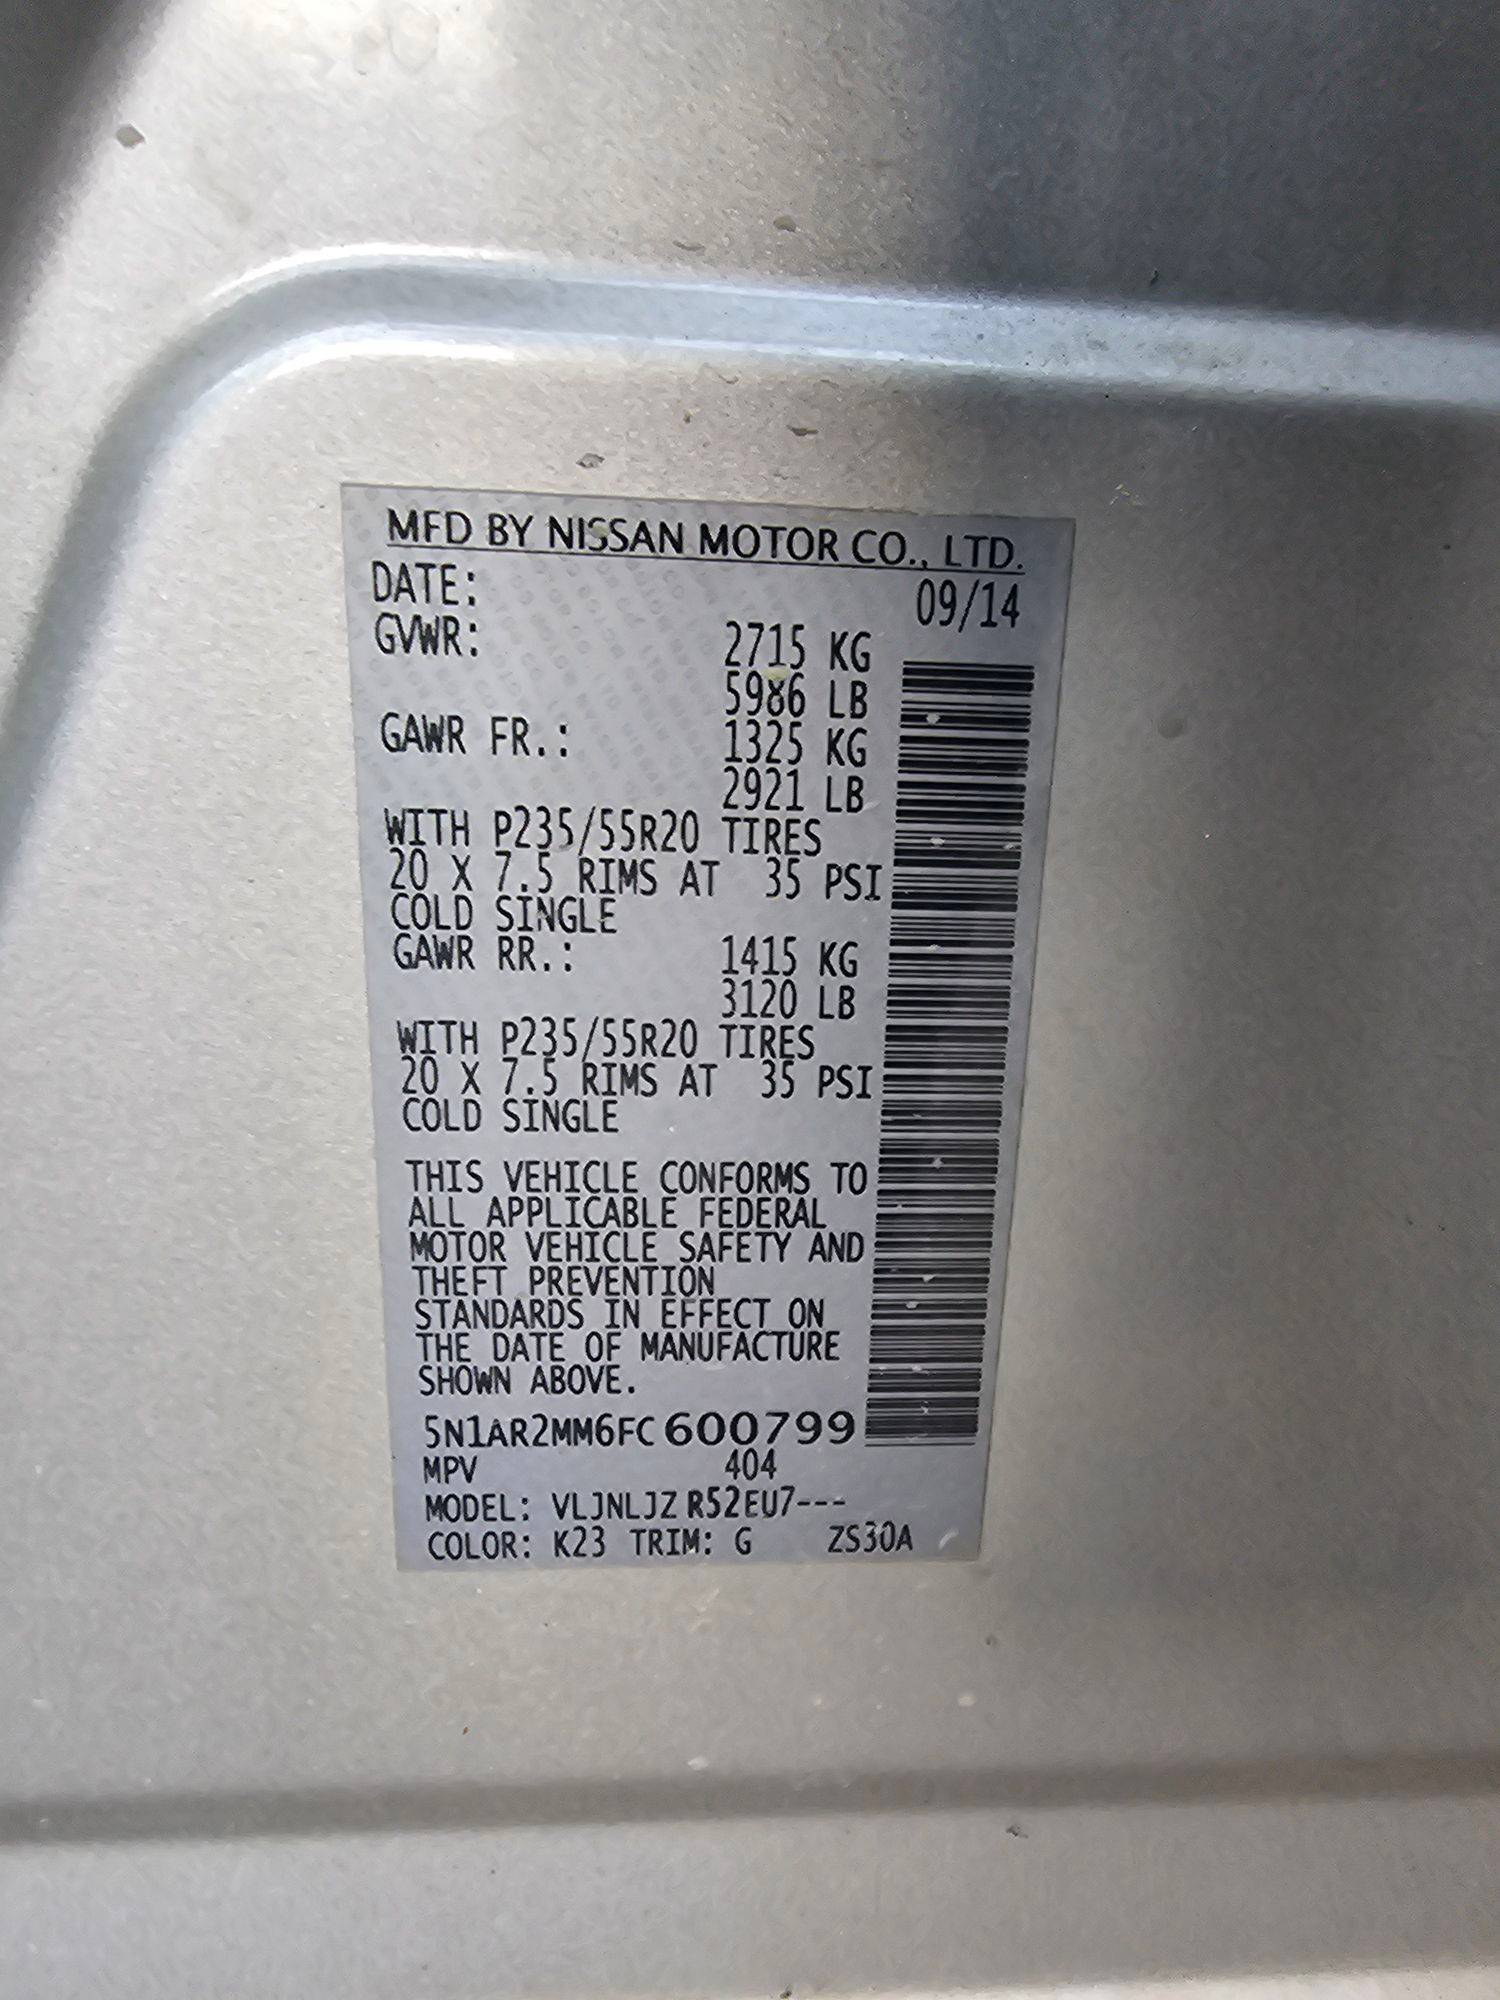 MFD BY NISSAN MOTOR CO., LTD.
DATE: 09/14
GVWR: 2715 KG
5986 LB
GAWR FR.: 1325 KG
2921 LB
WITH P235/55R20 TIRES
20 X 7.5 RIMS AT 35 PSI
COLD SINGLE
GAWR RR.: 1415 KG
3120 LB
WITH P235/55R20 TIRES
20 X 7.5 RIMS AT 35 PSI
COLD SINGLE
THIS VEHICLE CONFORMS TO
ALL APPLICABLE FEDERAL
MOTOR VEHICLE SAFETY AND
THEFT PREVENTION
STANDARDS IN EFFECT ON
THE DATE OF MANUFACTURE
SHOWN ABOVE.
5N1AR2MM6FC600799
MPV 404
MODEL: VLJNLJZ R52EU7---
COLOR: K23 TRIM: G ZS30A